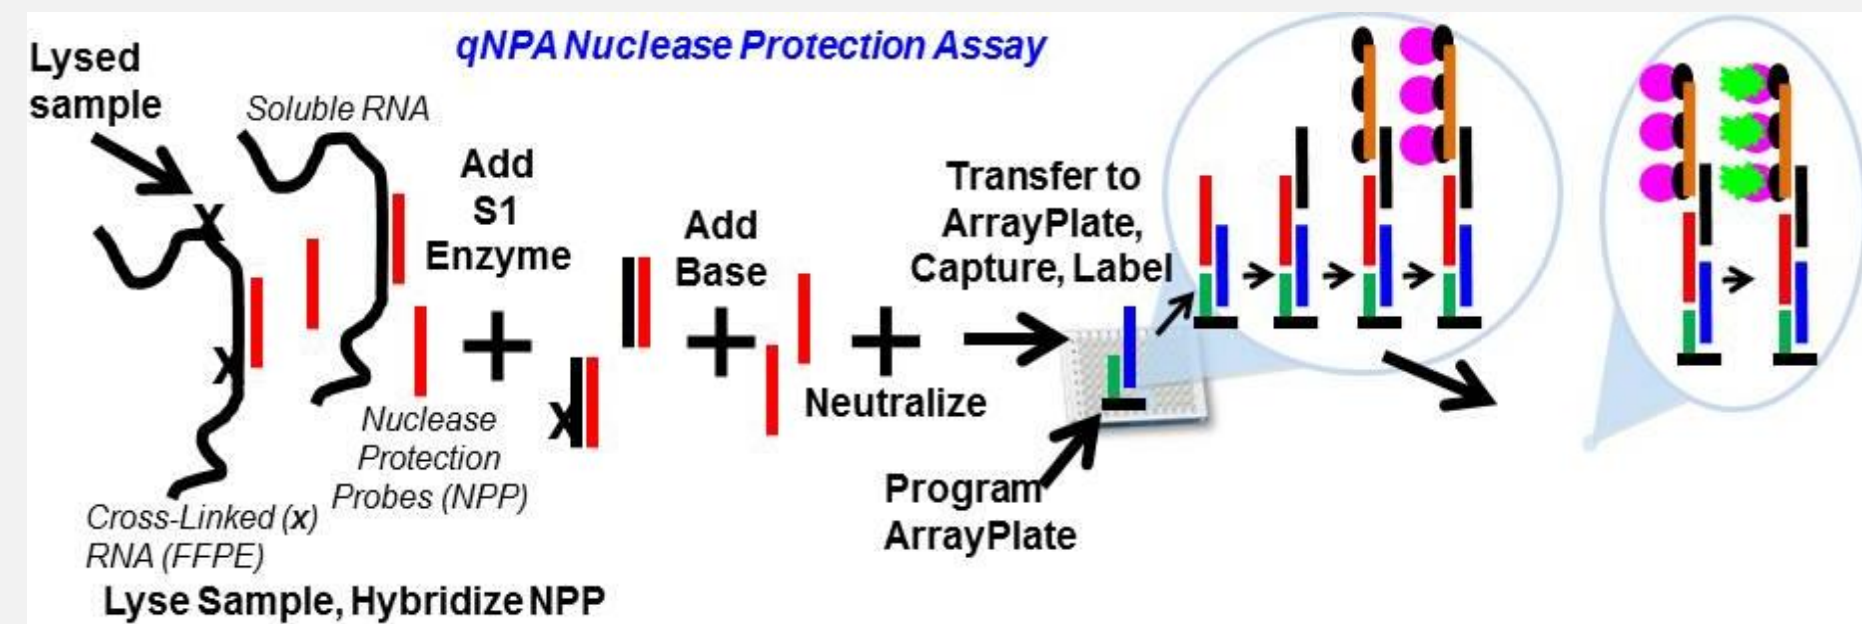 qNPA Nuclease Protection Assay
Lysed
sample
Soluble RNA
x
x
Cross-Linked (x)
RNA (FFPE)
Lyse Sample, Hybridize NPP
Nuclease
Protection
Probes (NPP)
Add
S1
Enzyme
+
x
Add
Base
+
+
Neutralize
Transfer to
ArrayPlate,
Capture, Label
Program
ArrayPlate